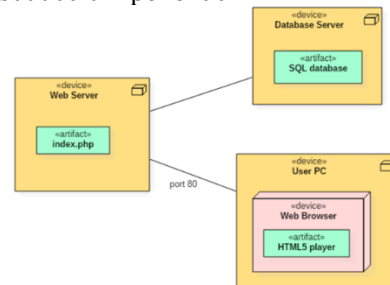 «device»
Database Server
«artifact»
SQL database
«device»
Web Server
«artifact»
index.php
port 80
«device»
User PC
«device»
Web Browser
«artifact»
HTML5 player